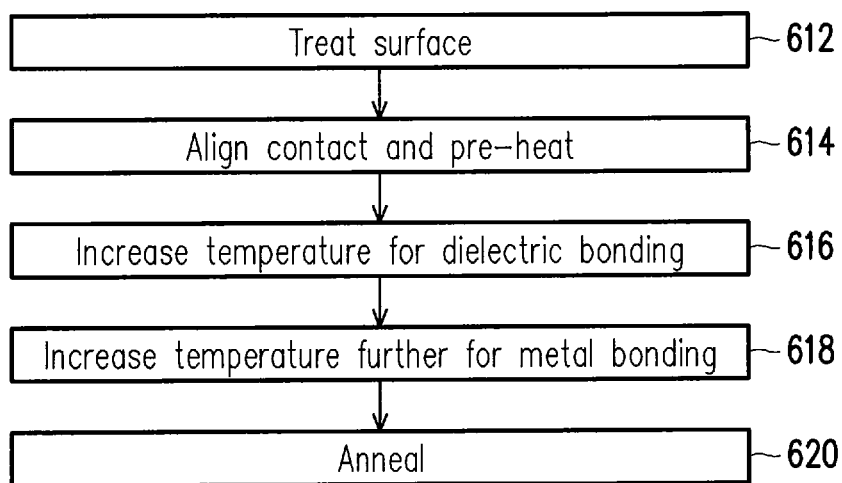 Treat surface 612
Align contact and pre-heat 614
Increase temperature for dielectric bonding 616
Increase temperature further for metal bonding 618
Anneal 620